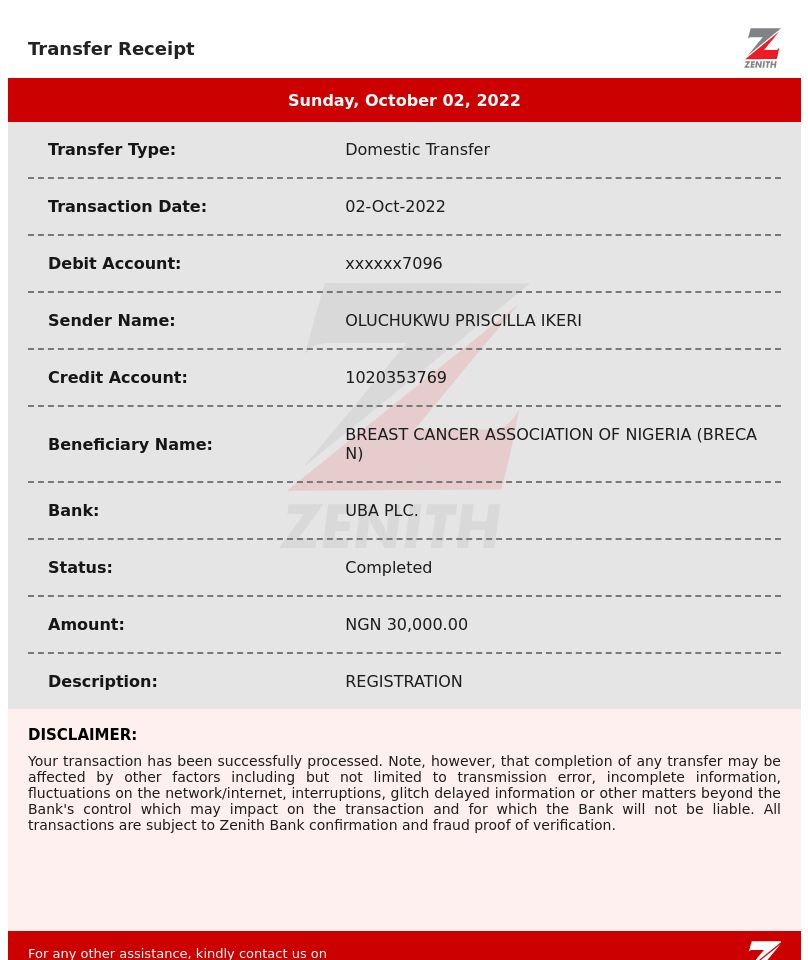 Transfer Receipt
ZENITH
Sunday, October 02, 2022
Transfer Type: Domestic Transfer
Transaction Date: 02-Oct-2022
Debit Account: xxxxxx7096
Sender Name: OLUCHUKWU PRISCILLA IKERI
Credit Account: 1020353769
Beneficiary Name: BREAST CANCER ASSOCIATION OF NIGERIA (BRECA
N)
Bank: UBA PLC.
ZENITH
Status: Completed
Amount: NGN 30,000.00
Description: REGISTRATION
DISCLAIMER:
Your transaction has been successfully processed. Note, however, that completion of any transfer may be
affected by other factors including but not limited to transmission error, incomplete information,
fluctuations on the network/internet, interruptions, glitch delayed information or other matters beyond the
Bank's control which may impact on the transaction and for which the Bank will not be liable. All
transactions are subject to Zenith Bank confirmation and fraud proof of verification.
For any other assistance, kindly contact us on